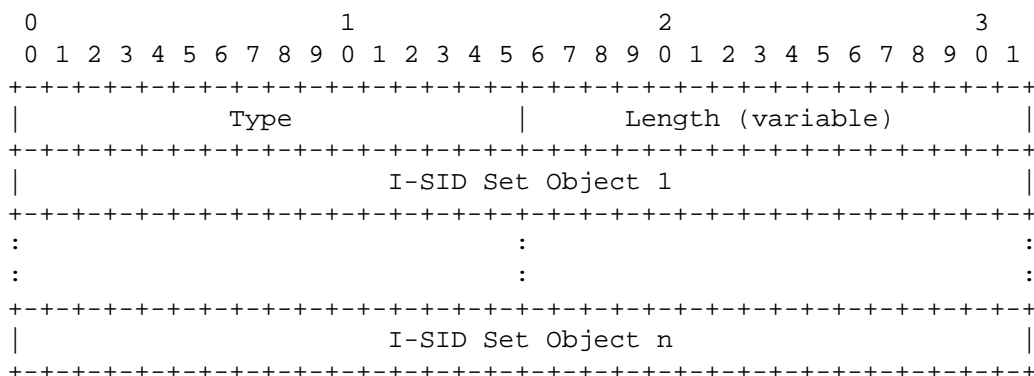 0                   1                   2                   3
 0 1 2 3 4 5 6 7 8 9 0 1 2 3 4 5 6 7 8 9 0 1 2 3 4 5 6 7 8 9 0 1
+-+-+-+-+-+-+-+-+-+-+-+-+-+-+-+-+-+-+-+-+-+-+-+-+-+-+-+-+-+-+-+-+
|             Type              |      Length (variable)        |
+-+-+-+-+-+-+-+-+-+-+-+-+-+-+-+-+-+-+-+-+-+-+-+-+-+-+-+-+-+-+-+-+
|                       I-SID Set Object 1                      |
+-+-+-+-+-+-+-+-+-+-+-+-+-+-+-+-+-+-+-+-+-+-+-+-+-+-+-+-+-+-+-+-+
:                               :                               :
:                               :                               :
+-+-+-+-+-+-+-+-+-+-+-+-+-+-+-+-+-+-+-+-+-+-+-+-+-+-+-+-+-+-+-+-+
|                       I-SID Set Object n                      |
+-+-+-+-+-+-+-+-+-+-+-+-+-+-+-+-+-+-+-+-+-+-+-+-+-+-+-+-+-+-+-+-+